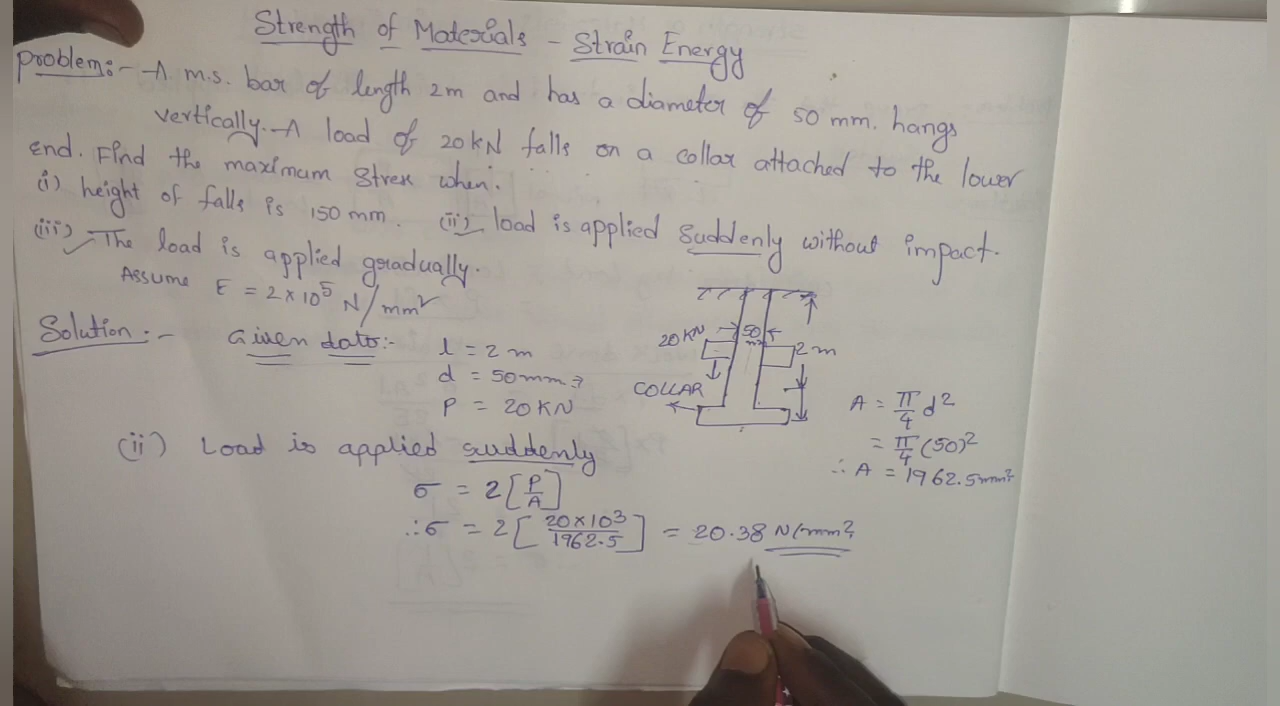 Strength of Materials - Strain Energy
Problem:- A m.s. bar of length 2m and has a diameter of 50 mm. hangs
vertically. A load of 20kN falls on a collar attached to the lower
end. Find the maximum stress when.
(i) height of falls is 150 mm. (ii) load is applied suddenly without impact.
(iii) The load is applied gradually.
Assume E = 2×10⁵ N/mm²
Solution:- Given data:-
l = 2 m
d = 50mm,
P = 20 KN
20 KN
50
mm
2 m
COLLAR
A = π/4 d²
= π/4 (50)²
∴ A = 1962.5mm²
(ii) Load is applied suddenly
σ = 2[P/A]
∴ σ = 2[20×10³/1962.5] = 20.38 N/mm²